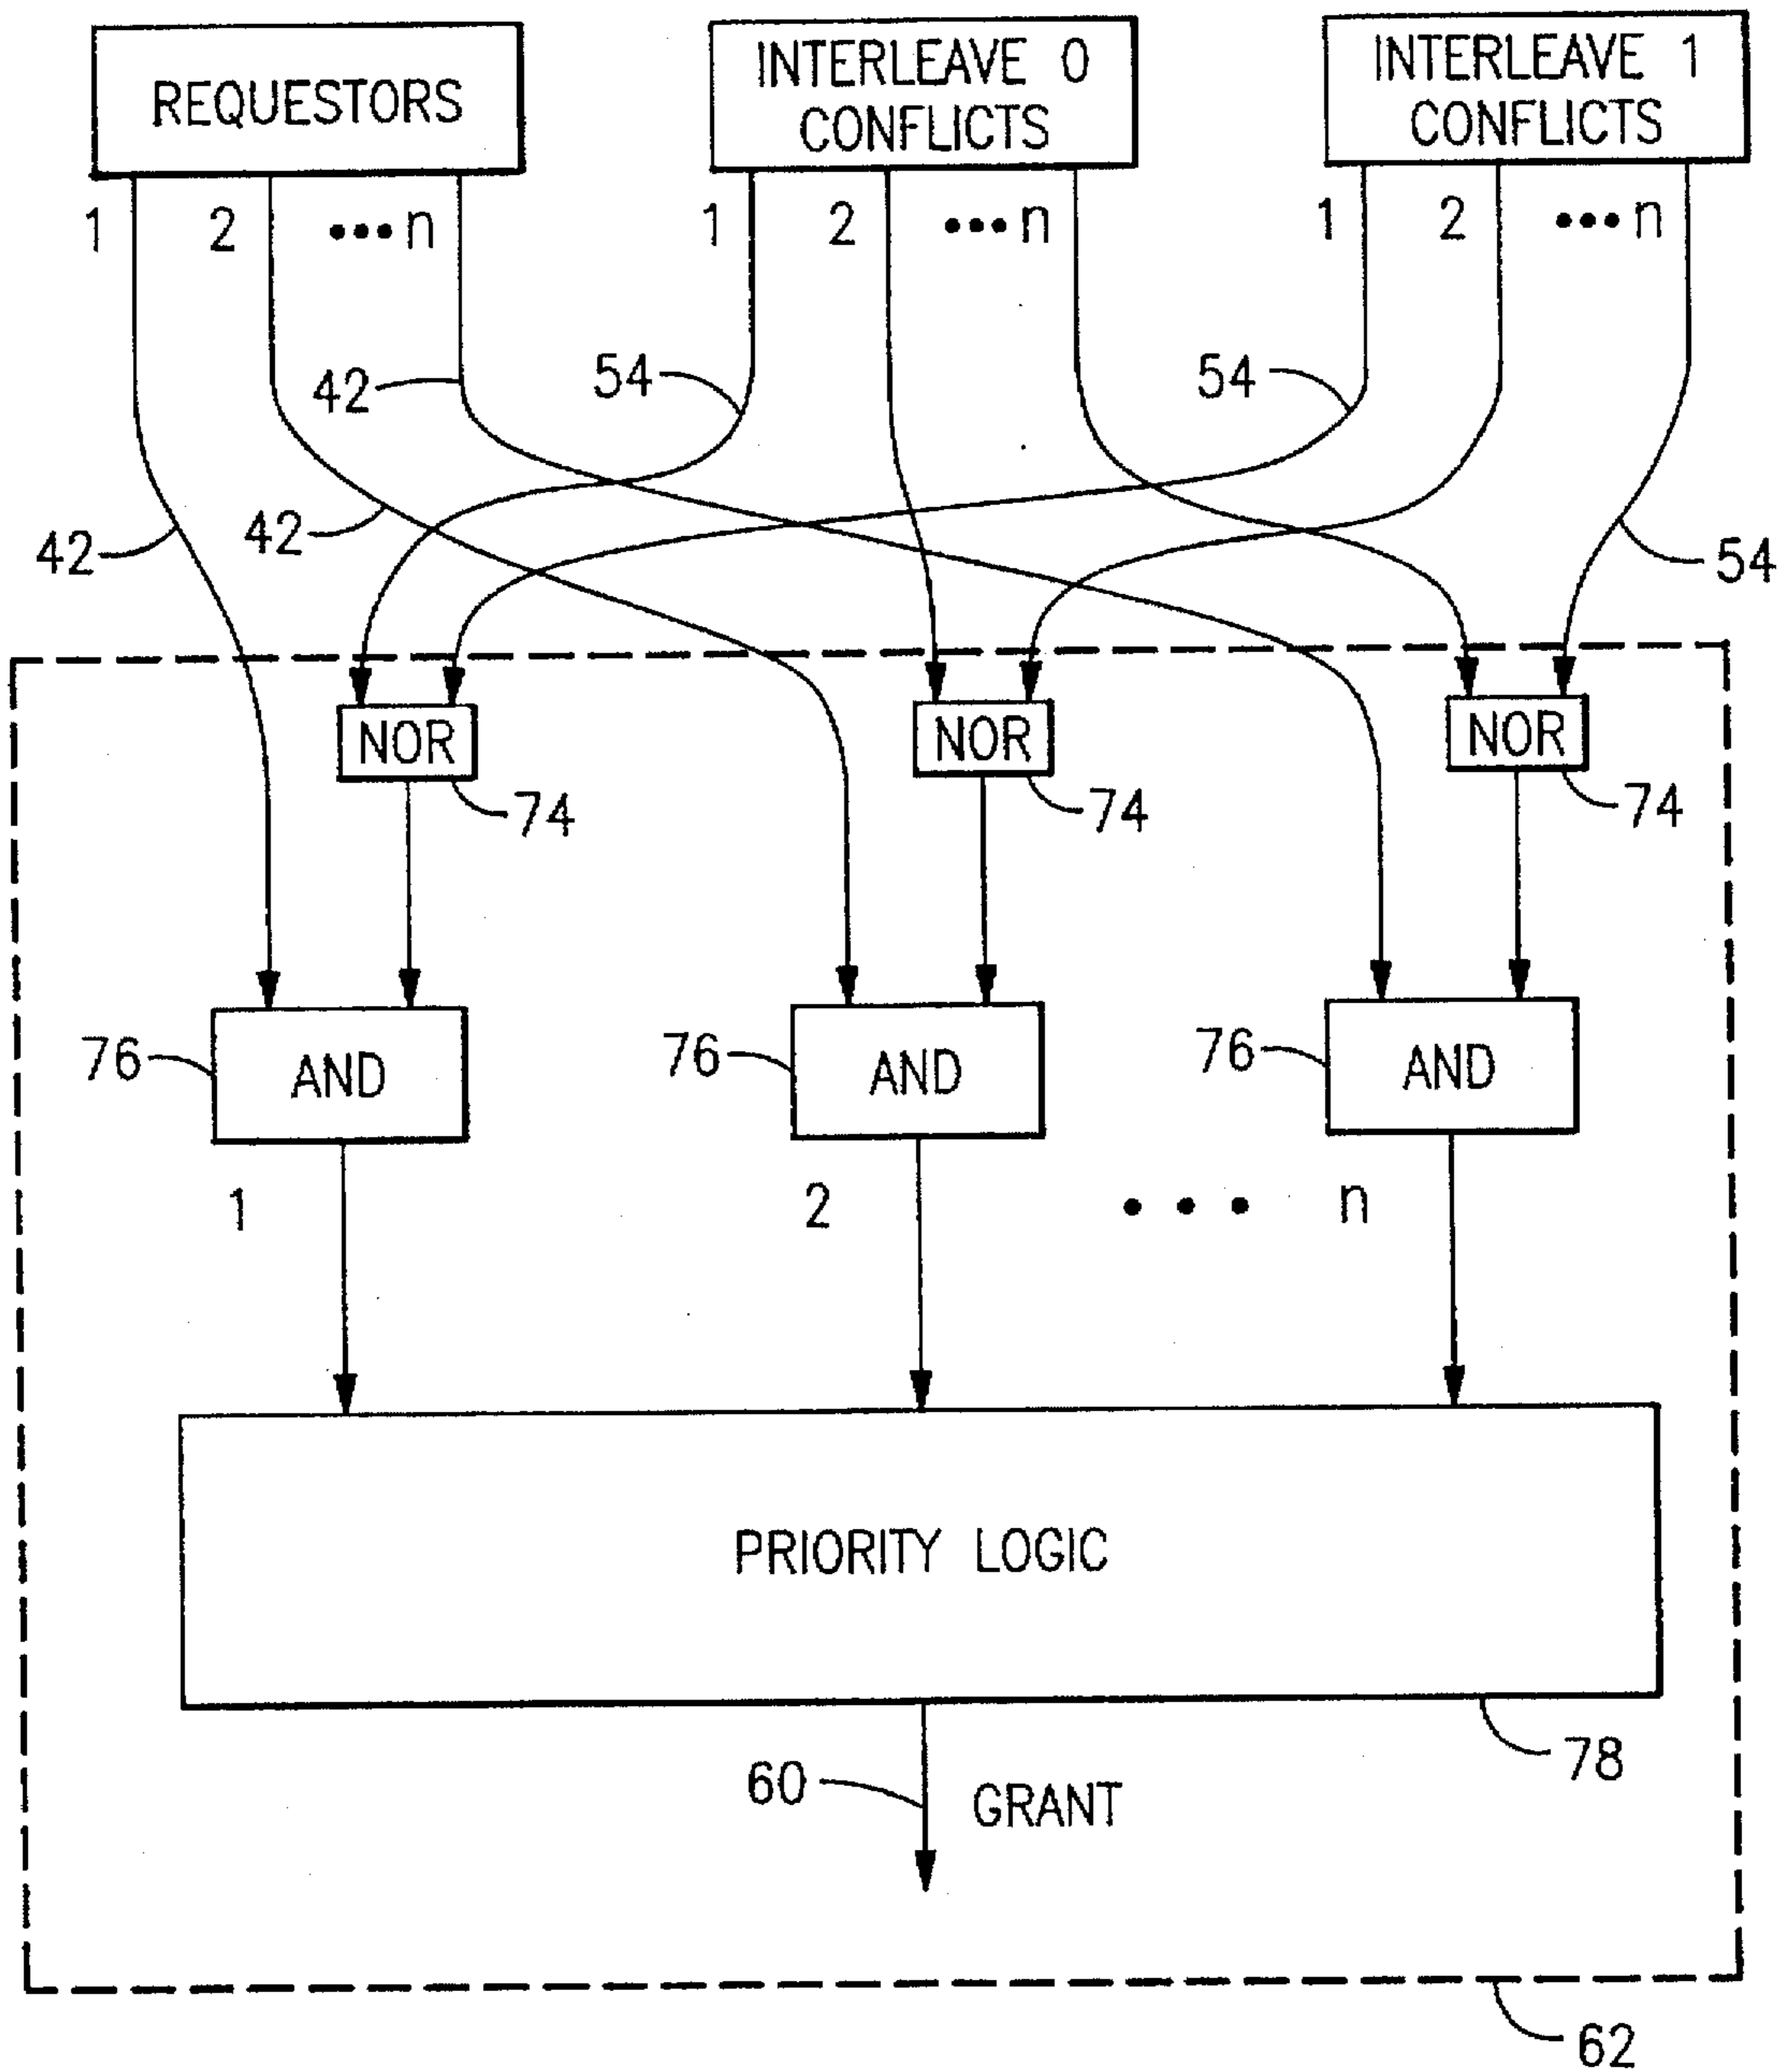 REQUESTORS
INTERLEAVE 0
CONFLICTS
INTERLEAVE 1
CONFLICTS
1 2 •••n
1 2 •••n
1 2 •••n
42
54
54
42
42
54
NOR
NOR
NOR
74
74
74
76
AND
76
AND
76
AND
1
2
• • • n
PRIORITY LOGIC
78
60
GRANT
62